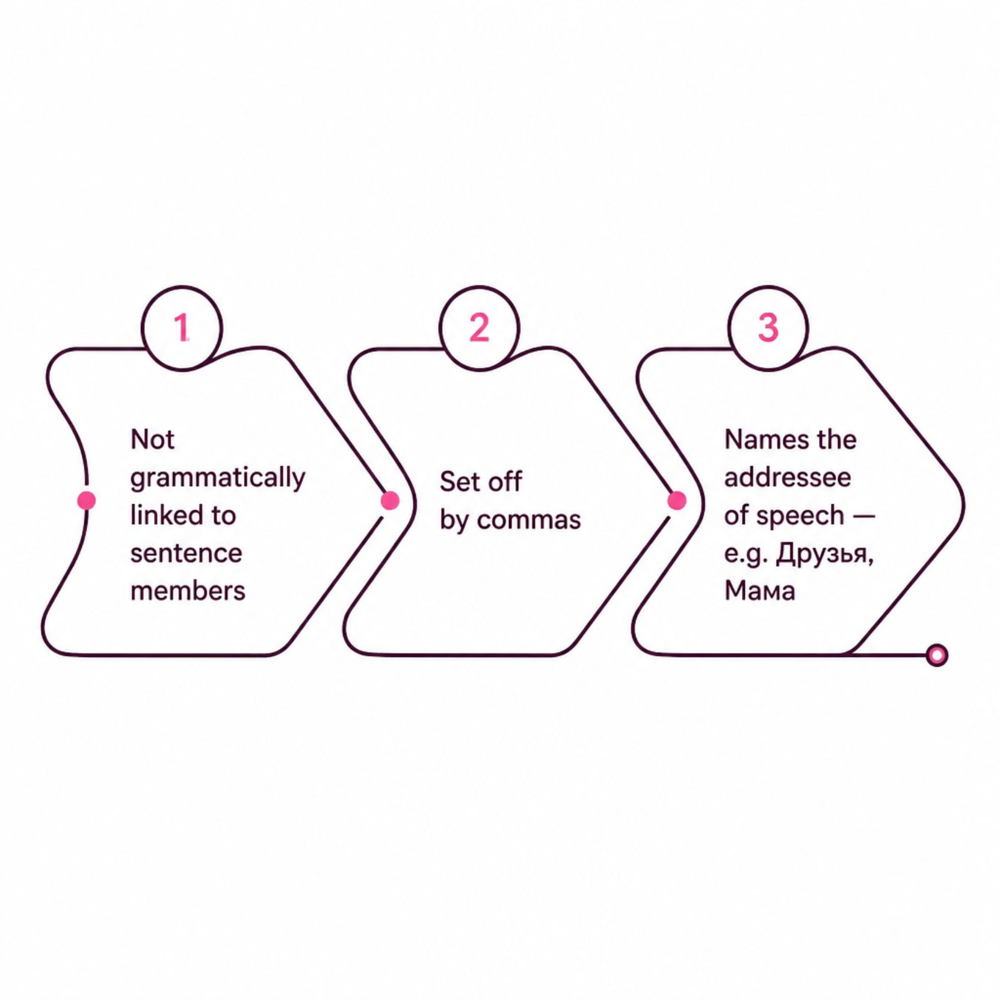 1
Not
grammatically
linked to
sentence
members
2
Set off
by commas
3
Names the
addressee
of speech —
e.g. Друзья,
Мама